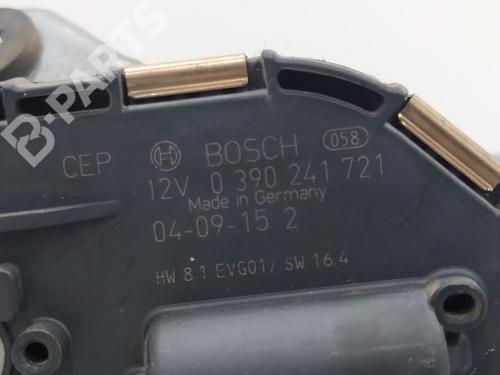 B-PARTS
CEP BOSCH 058
12V 0 390 241 721
Made in Germany
04-09-15 2
HW 8.1 EVG01/ SW 16.4